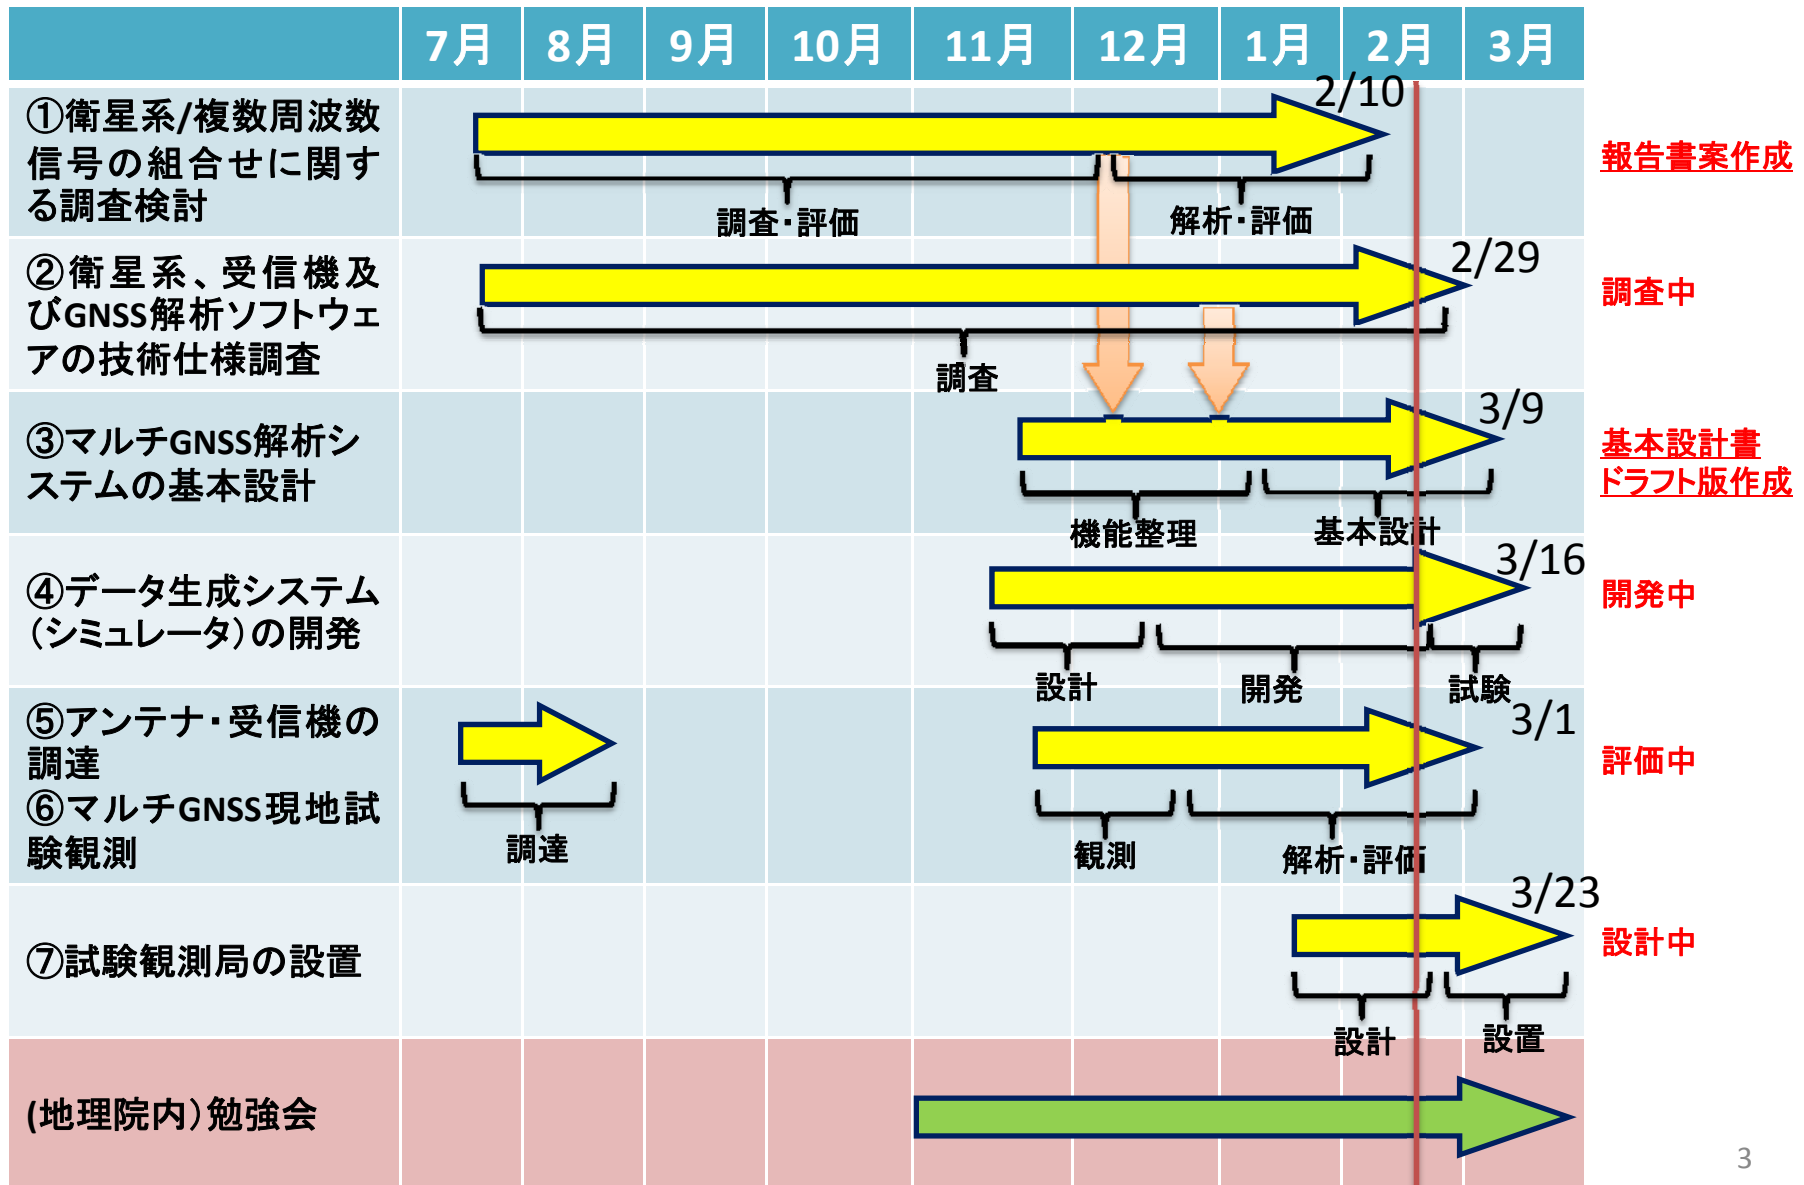 7月 8月 9月 10月 11月 12月 1月 2月 3月
①衛星系/複数周波数
信号の組合せに関す
る調査検討
2/10
調査・評価
解析・評価
報告書案作成
②衛星系、受信機及
びGNSS解析ソフトウェ
アの技術仕様調査
2/29
調査
調査中
③マルチGNSS解析シ
ステムの基本設計
3/9
機能整理
基本設計
基本設計書
ドラフト版作成
④データ生成システム
（シミュレータ）の開発
3/16
設計
開発
試験
開発中
⑤アンテナ・受信機の
調達
⑥マルチGNSS現地試
験観測
調達
3/1
観測
解析・評価
評価中
⑦試験観測局の設置
3/23
設計
設置
設計中
(地理院内）勉強会
3